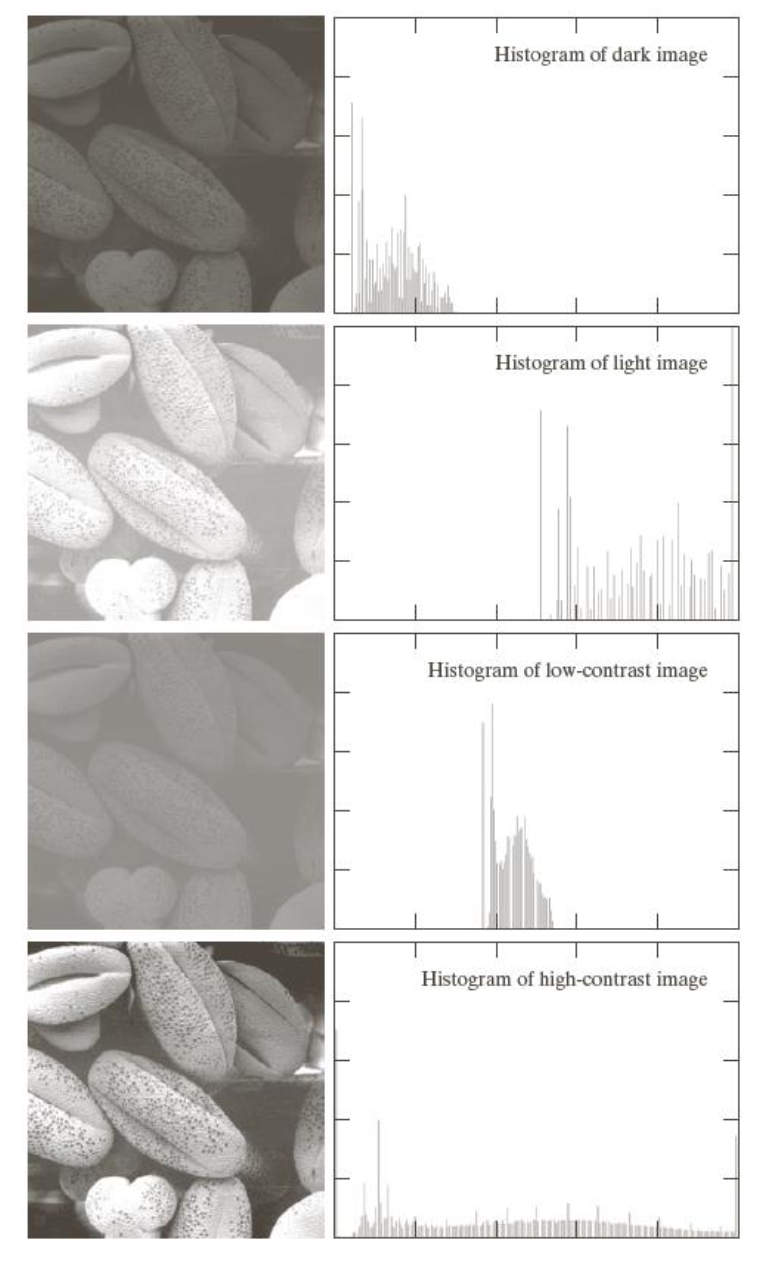 Histogram of dark image
Histogram of light image
Histogram of low-contrast image
Histogram of high-contrast image